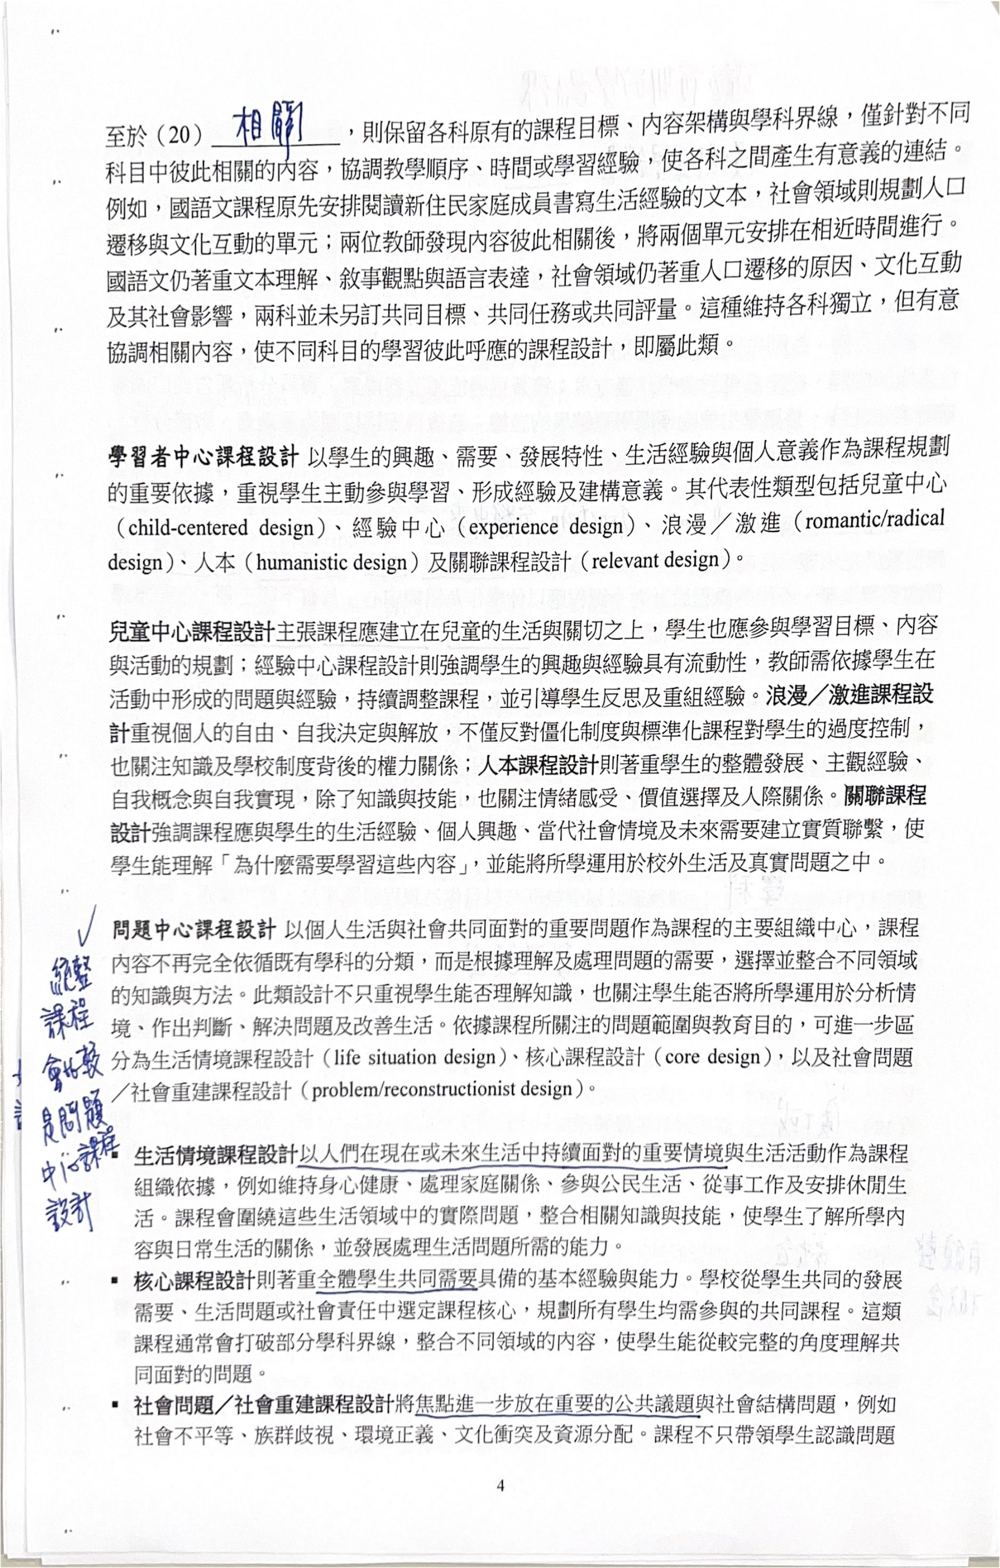 至於（20）相關，則保留各科原有的課程目標、內容架構與學科界線，僅針對不同
科目中彼此相關的內容，協調教學順序、時間或學習經驗，使各科之間產生有意義的連結。
例如，國語文課程原先安排閱讀新住民家庭成員書寫生活經驗的文本，社會領域則規劃人口
遷移與文化互動的單元；兩位教師發現內容彼此相關後，將兩個單元安排在相近時間進行。
國語文仍著重文本理解、敘事觀點與語言表達，社會領域仍著重人口遷移的原因、文化互動
及其社會影響，兩科並未另訂共同目標、共同任務或共同評量。這種維持各科獨立，但有意
協調相關內容，使不同科目的學習彼此呼應的課程設計，即屬此類。
學習者中心課程設計 以學生的興趣、需要、發展特性、生活經驗與個人意義作為課程規劃
的重要依據，重視學生主動參與學習、形成經驗及建構意義。其代表性類型包括兒童中心
（child-centered design）、經驗中心（experience design）、浪漫／激進（romantic/radical
design）、人本（humanistic design）及關聯課程設計（relevant design）。
兒童中心課程設計主張課程應建立在兒童的生活與關切之上，學生也應參與學習目標、內容
與活動的規劃；經驗中心課程設計則強調學生的興趣與經驗具有流動性，教師需依據學生在
活動中形成的問題與經驗，持續調整課程，並引導學生反思及重組經驗。浪漫／激進課程設
計重視個人的自由、自我決定與解放，不僅反對僵化制度與標準化課程對學生的過度控制，
也關注知識及學校制度背後的權力關係；人本課程設計則著重學生的整體發展、主觀經驗、
自我概念與自我實現，除了知識與技能，也關注情緒感受、價值選擇及人際關係。關聯課程
設計強調課程應與學生的生活經驗、個人興趣、當代社會情境及未來需要建立實質聯繫，使
學生能理解「為什麼需要學習這些內容」，並能將所學運用於校外生活及真實問題之中。
問題中心課程設計 以個人生活與社會共同面對的重要問題作為課程的主要組織中心，課程
內容不再完全依循既有學科的分類，而是根據理解及處理問題的需要，選擇並整合不同領域
的知識與方法。此類設計不只重視學生能否理解知識，也關注學生能否將所學運用於分析情
境、作出判斷、解決問題及改善生活。依據課程所關注的問題範圍與教育目的，可進一步區
分為生活情境課程設計（life situation design）、核心課程設計（core design），以及社會問題
／社會重建課程設計（problem/reconstructionist design）。
統整
課程
會比較
是問題
中心課程
設計
▪ 生活情境課程設計以人們在現在或未來生活中持續面對的重要情境與生活活動作為課程
組織依據，例如維持身心健康、處理家庭關係、參與公民生活、從事工作及安排休閒生
活。課程會圍繞這些生活領域中的實際問題，整合相關知識與技能，使學生了解所學內
容與日常生活的關係，並發展處理生活問題所需的能力。
▪ 核心課程設計則著重全體學生共同需要具備的基本經驗與能力。學校從學生共同的發展
需要、生活問題或社會責任中選定課程核心，規劃所有學生均需參與的共同課程。這類
課程通常會打破部分學科界線，整合不同領域的內容，使學生能從較完整的角度理解共
同面對的問題。
▪ 社會問題／社會重建課程設計將焦點進一步放在重要的公共議題與社會結構問題，例如
社會不平等、族群歧視、環境正義、文化衝突及資源分配。課程不只帶領學生認識問題
4